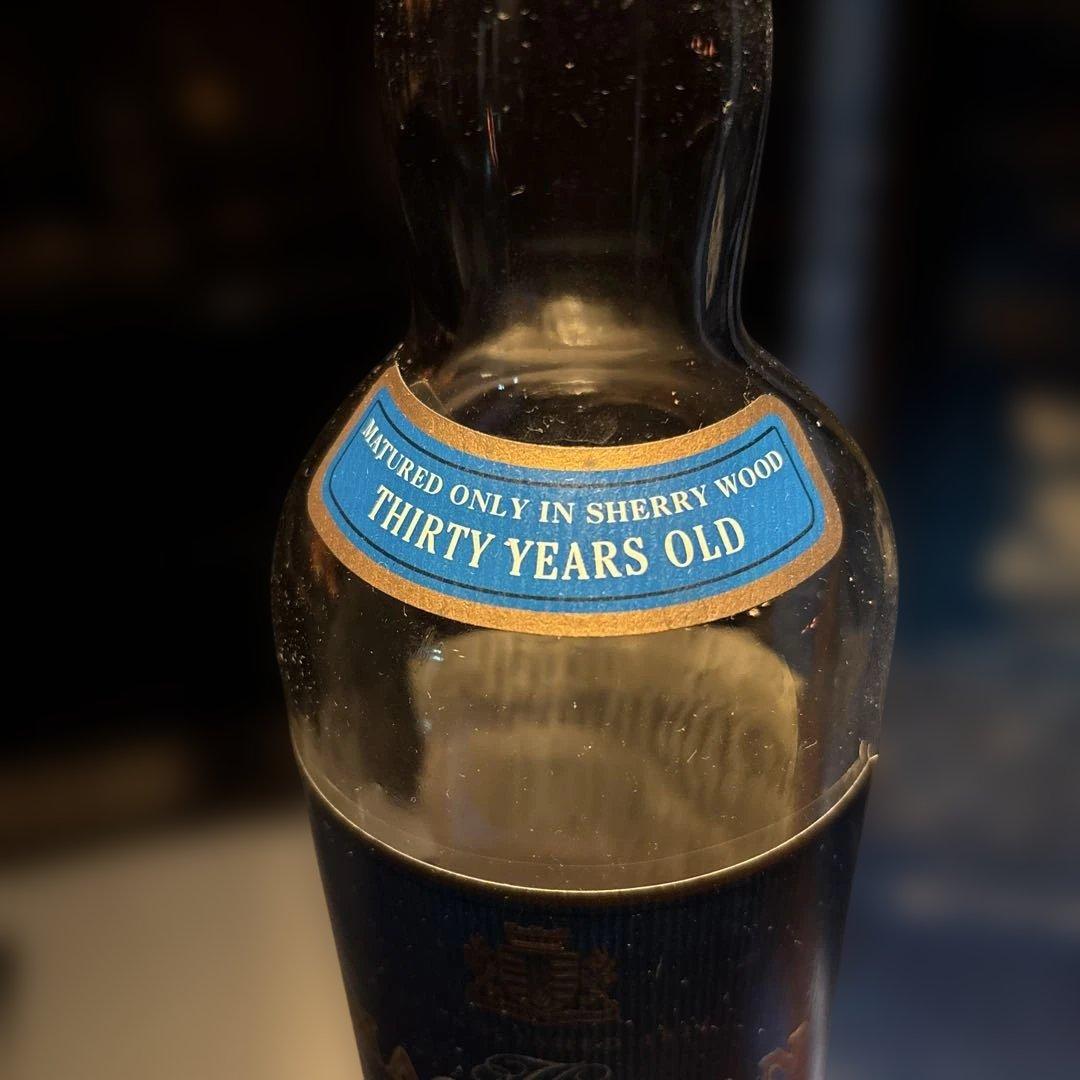 MATURED ONLY IN SHERRY WOOD
THIRTY YEARS OLD